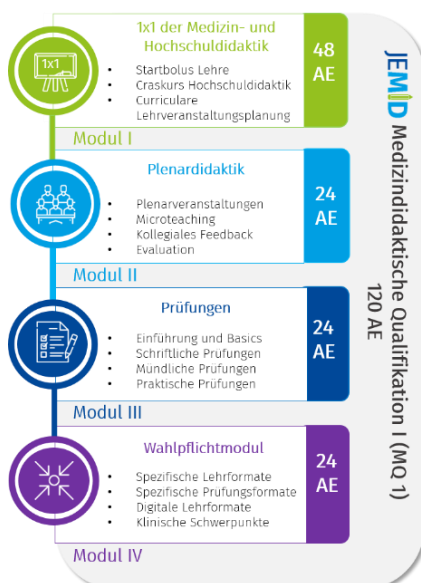 1x1 der Medizin- und
Hochschuldidaktik
48
AE
1x1
Startbolus Lehre
Craskurs Hochschuldidaktik
Curriculare
Lehrveranstaltungsplanung
Modul I
Plenardidaktik
24
AE
Plenarveranstaltungen
Microteaching
Kollegiales Feedback
Evaluation
Modul II
Prüfungen
24
AE
Einführung und Basics
Schriftliche Prüfungen
Mündliche Prüfungen
Praktische Prüfungen
Modul III
Wahlpflichtmodul
24
AE
Spezifische Lehrformate
Spezifische Prüfungsformate
Digitale Lehrformate
Klinische Schwerpunkte
Modul IV
JEMID Medizindidaktische Qualifikation I (MQ 1)
120 AE